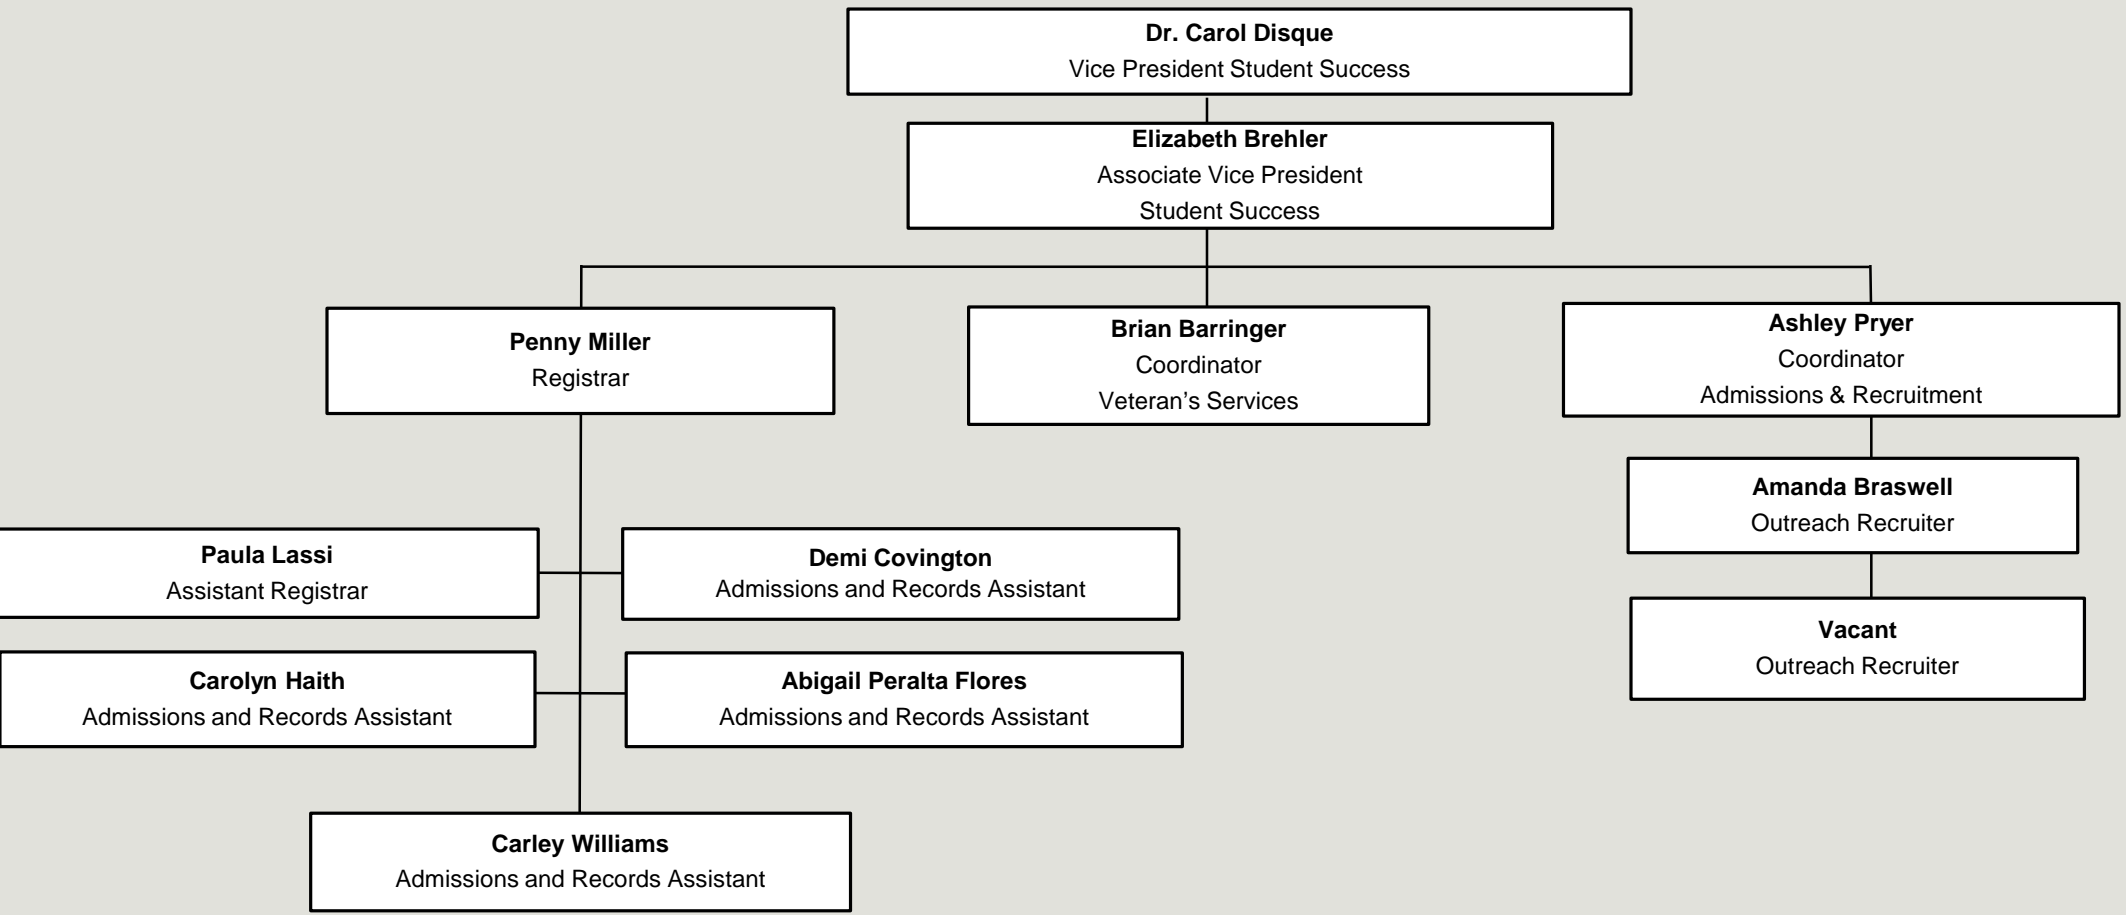 Dr. Carol Disque
Vice President Student Success
Elizabeth Brehler
Associate Vice President
Student Success
Penny Miller
Registrar
Brian Barringer
Coordinator
Veteran’s Services
Ashley Pryer
Coordinator
Admissions & Recruitment
Amanda Braswell
Outreach Recruiter
Paula Lassi
Assistant Registrar
Demi Covington
Admissions and Records Assistant
Vacant
Outreach Recruiter
Carolyn Haith
Admissions and Records Assistant
Abigail Peralta Flores
Admissions and Records Assistant
Carley Williams
Admissions and Records Assistant